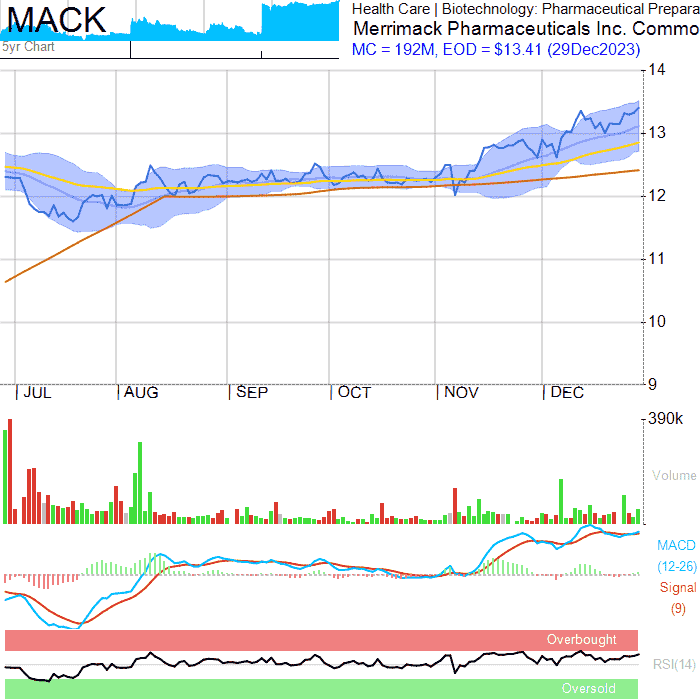 MACK
5yr Chart
Health Care | Biotechnology: Pharmaceutical Prepara
Merrimack Pharmaceuticals Inc. Commo
MC = 192M, EOD = $13.41 (29Dec2023)
14
13
12
11
10
9
JUL AUG SEP OCT NOV DEC
390k
Volume
MACD
(12-26)
Signal
(9)
Overbought
RSI(14)
Oversold